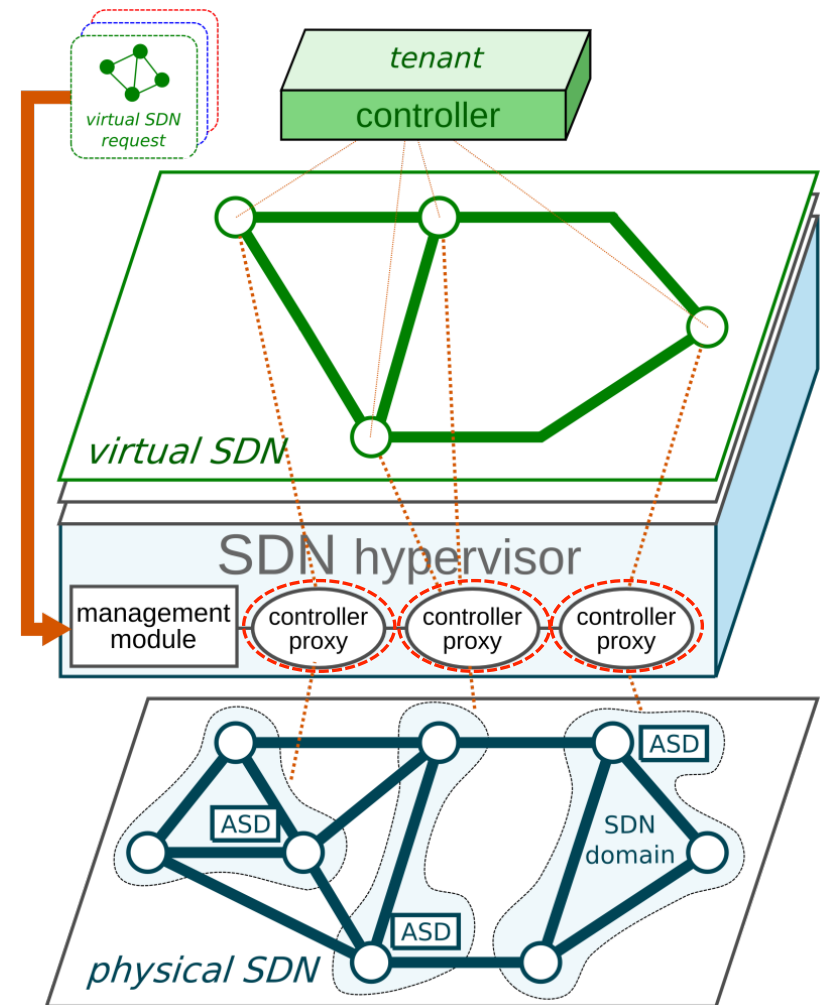 virtual SDN
request
tenant
controller
virtual SDN
SDN hypervisor
management
module
controller
proxy
controller
proxy
controller
proxy
ASD
ASD
SDN
domain
ASD
physical SDN